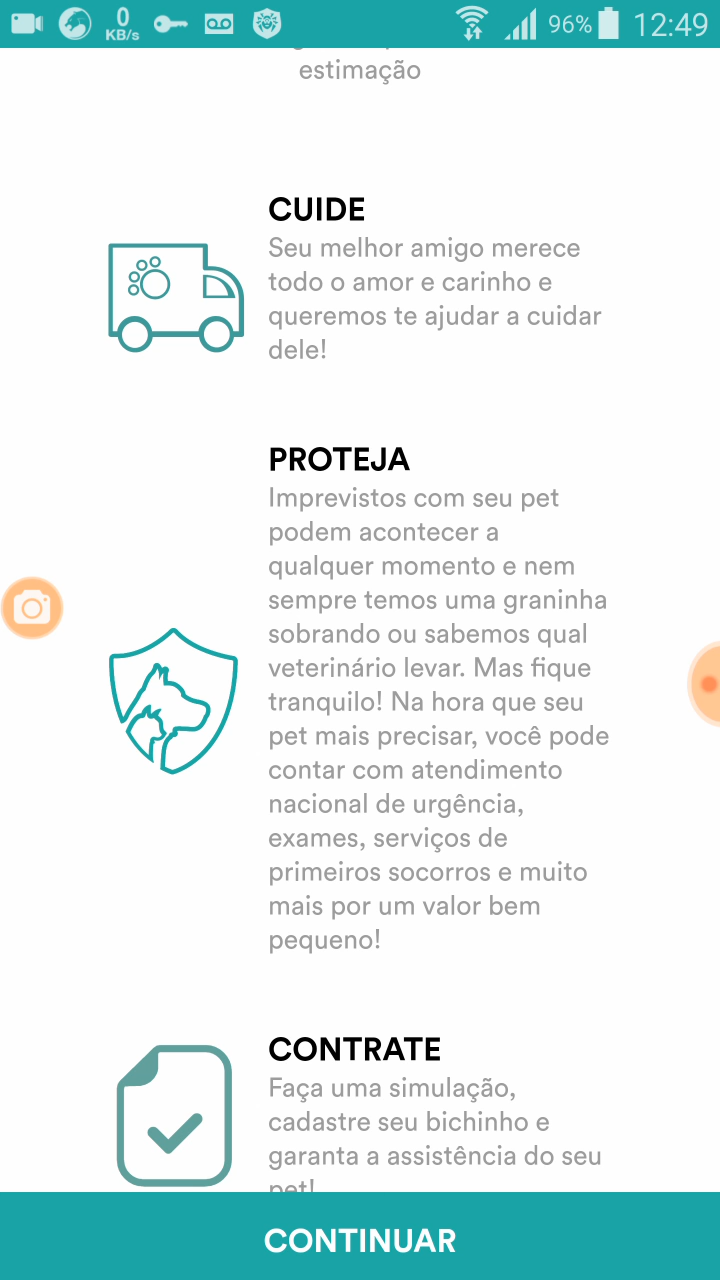 0
KB/s
96%
12:49
estimação
CUIDE
Seu melhor amigo merece
todo o amor e carinho e
queremos te ajudar a cuidar
dele!
PROTEJA
Imprevistos com seu pet
podem acontecer a
qualquer momento e nem
sempre temos uma graninha
sobrando ou sabemos qual
veterinário levar. Mas fique
tranquilo! Na hora que seu
pet mais precisar, você pode
contar com atendimento
nacional de urgência,
exames, serviços de
primeiros socorros e muito
mais por um valor bem
pequeno!
CONTRATE
Faça uma simulação,
cadastre seu bichinho e
garanta a assistência do seu
pet!
CONTINUAR